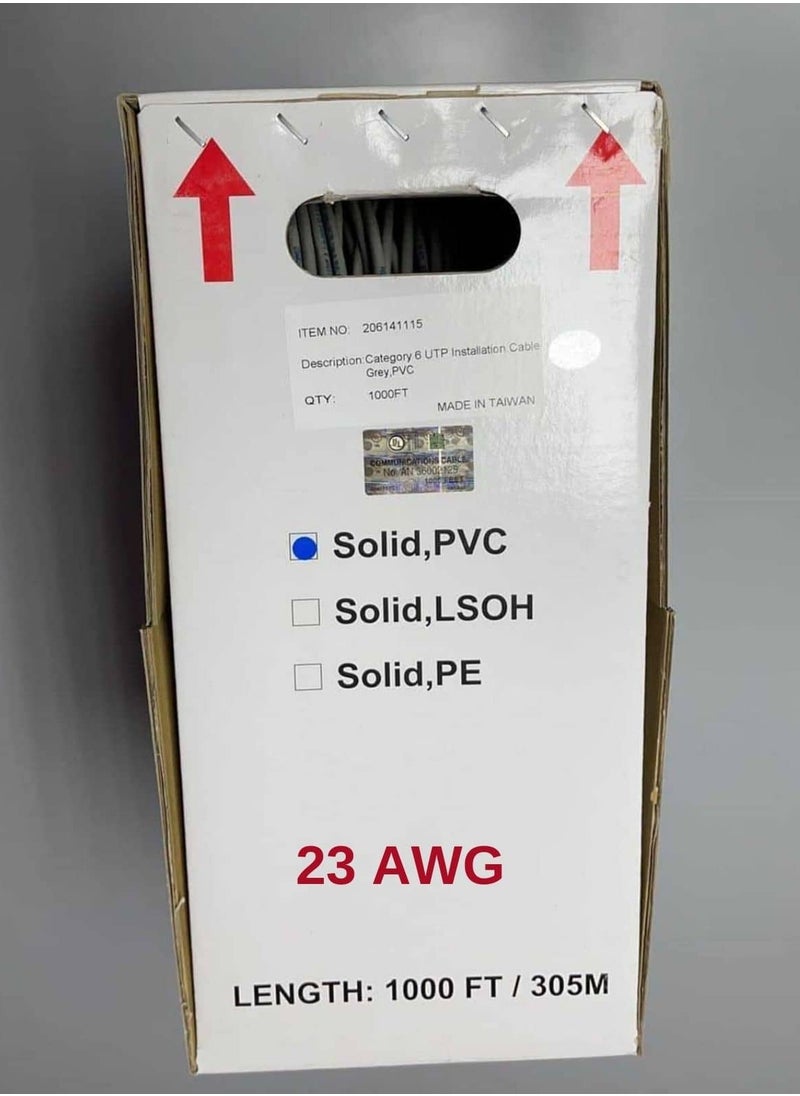 ITEM NO: 206141115
Description: Category 6 UTP Installation Cable
Grey,PVC
QTY: 1000FT
MADE IN TAIWAN
UL
COMMUNICATIONS CABLE
Solid,PVC
Solid,LSOH
Solid,PE
23 AWG
LENGTH: 1000 FT / 305M